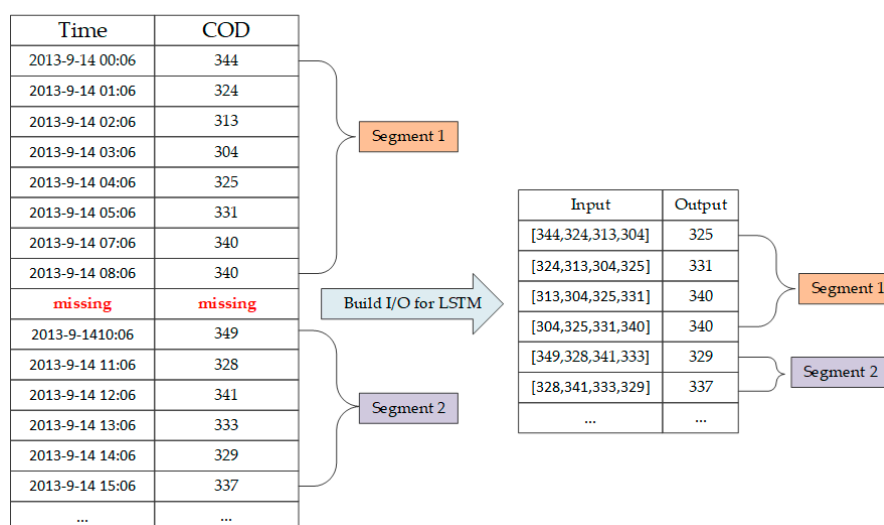 Time COD
2013-9-14 00:06 344
2013-9-14 01:06 324
2013-9-14 02:06 313
2013-9-14 03:06 304
2013-9-14 04:06 325
2013-9-14 05:06 331
2013-9-14 07:06 340
2013-9-14 08:06 340
missing missing
2013-9-1410:06 349
2013-9-14 11:06 328
2013-9-14 12:06 341
2013-9-14 13:06 333
2013-9-14 14:06 329
2013-9-14 15:06 337
... ...
Segment 1
Segment 2
Build I/O for LSTM
Input Output
[344,324,313,304] 325
[324,313,304,325] 331
[313,304,325,331] 340
[304,325,331,340] 340
[349,328,341,333] 329
[328,341,333,329] 337
... ...
Segment 1
Segment 2